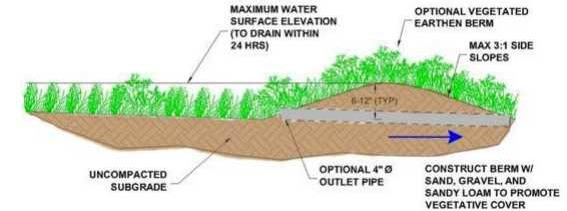 MAXIMUM WATER
SURFACE ELEVATION
(TO DRAIN WITHIN
24 HRS)
OPTIONAL VEGETATED
EARTHEN BERM
MAX 3:1 SIDE
SLOPES
6-12" (TYP)
UNCOMPACTED
SUBGRADE
OPTIONAL 4" Ø
OUTLET PIPE
CONSTRUCT BERM W/
SAND, GRAVEL, AND
SANDY LOAM TO PROMOTE
VEGETATIVE COVER